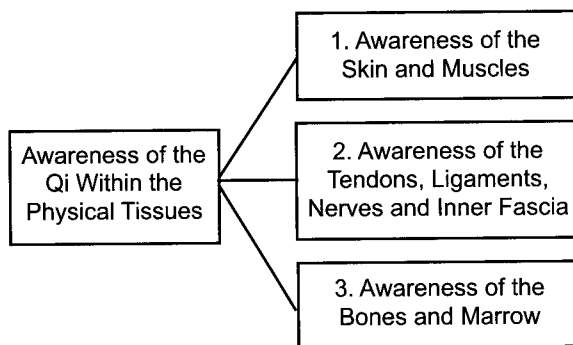 Awareness of the
Qi Within the
Physical Tissues
1. Awareness of the
Skin and Muscles
2. Awareness of the
Tendons, Ligaments,
Nerves and Inner Fascia
3. Awareness of the
Bones and Marrow